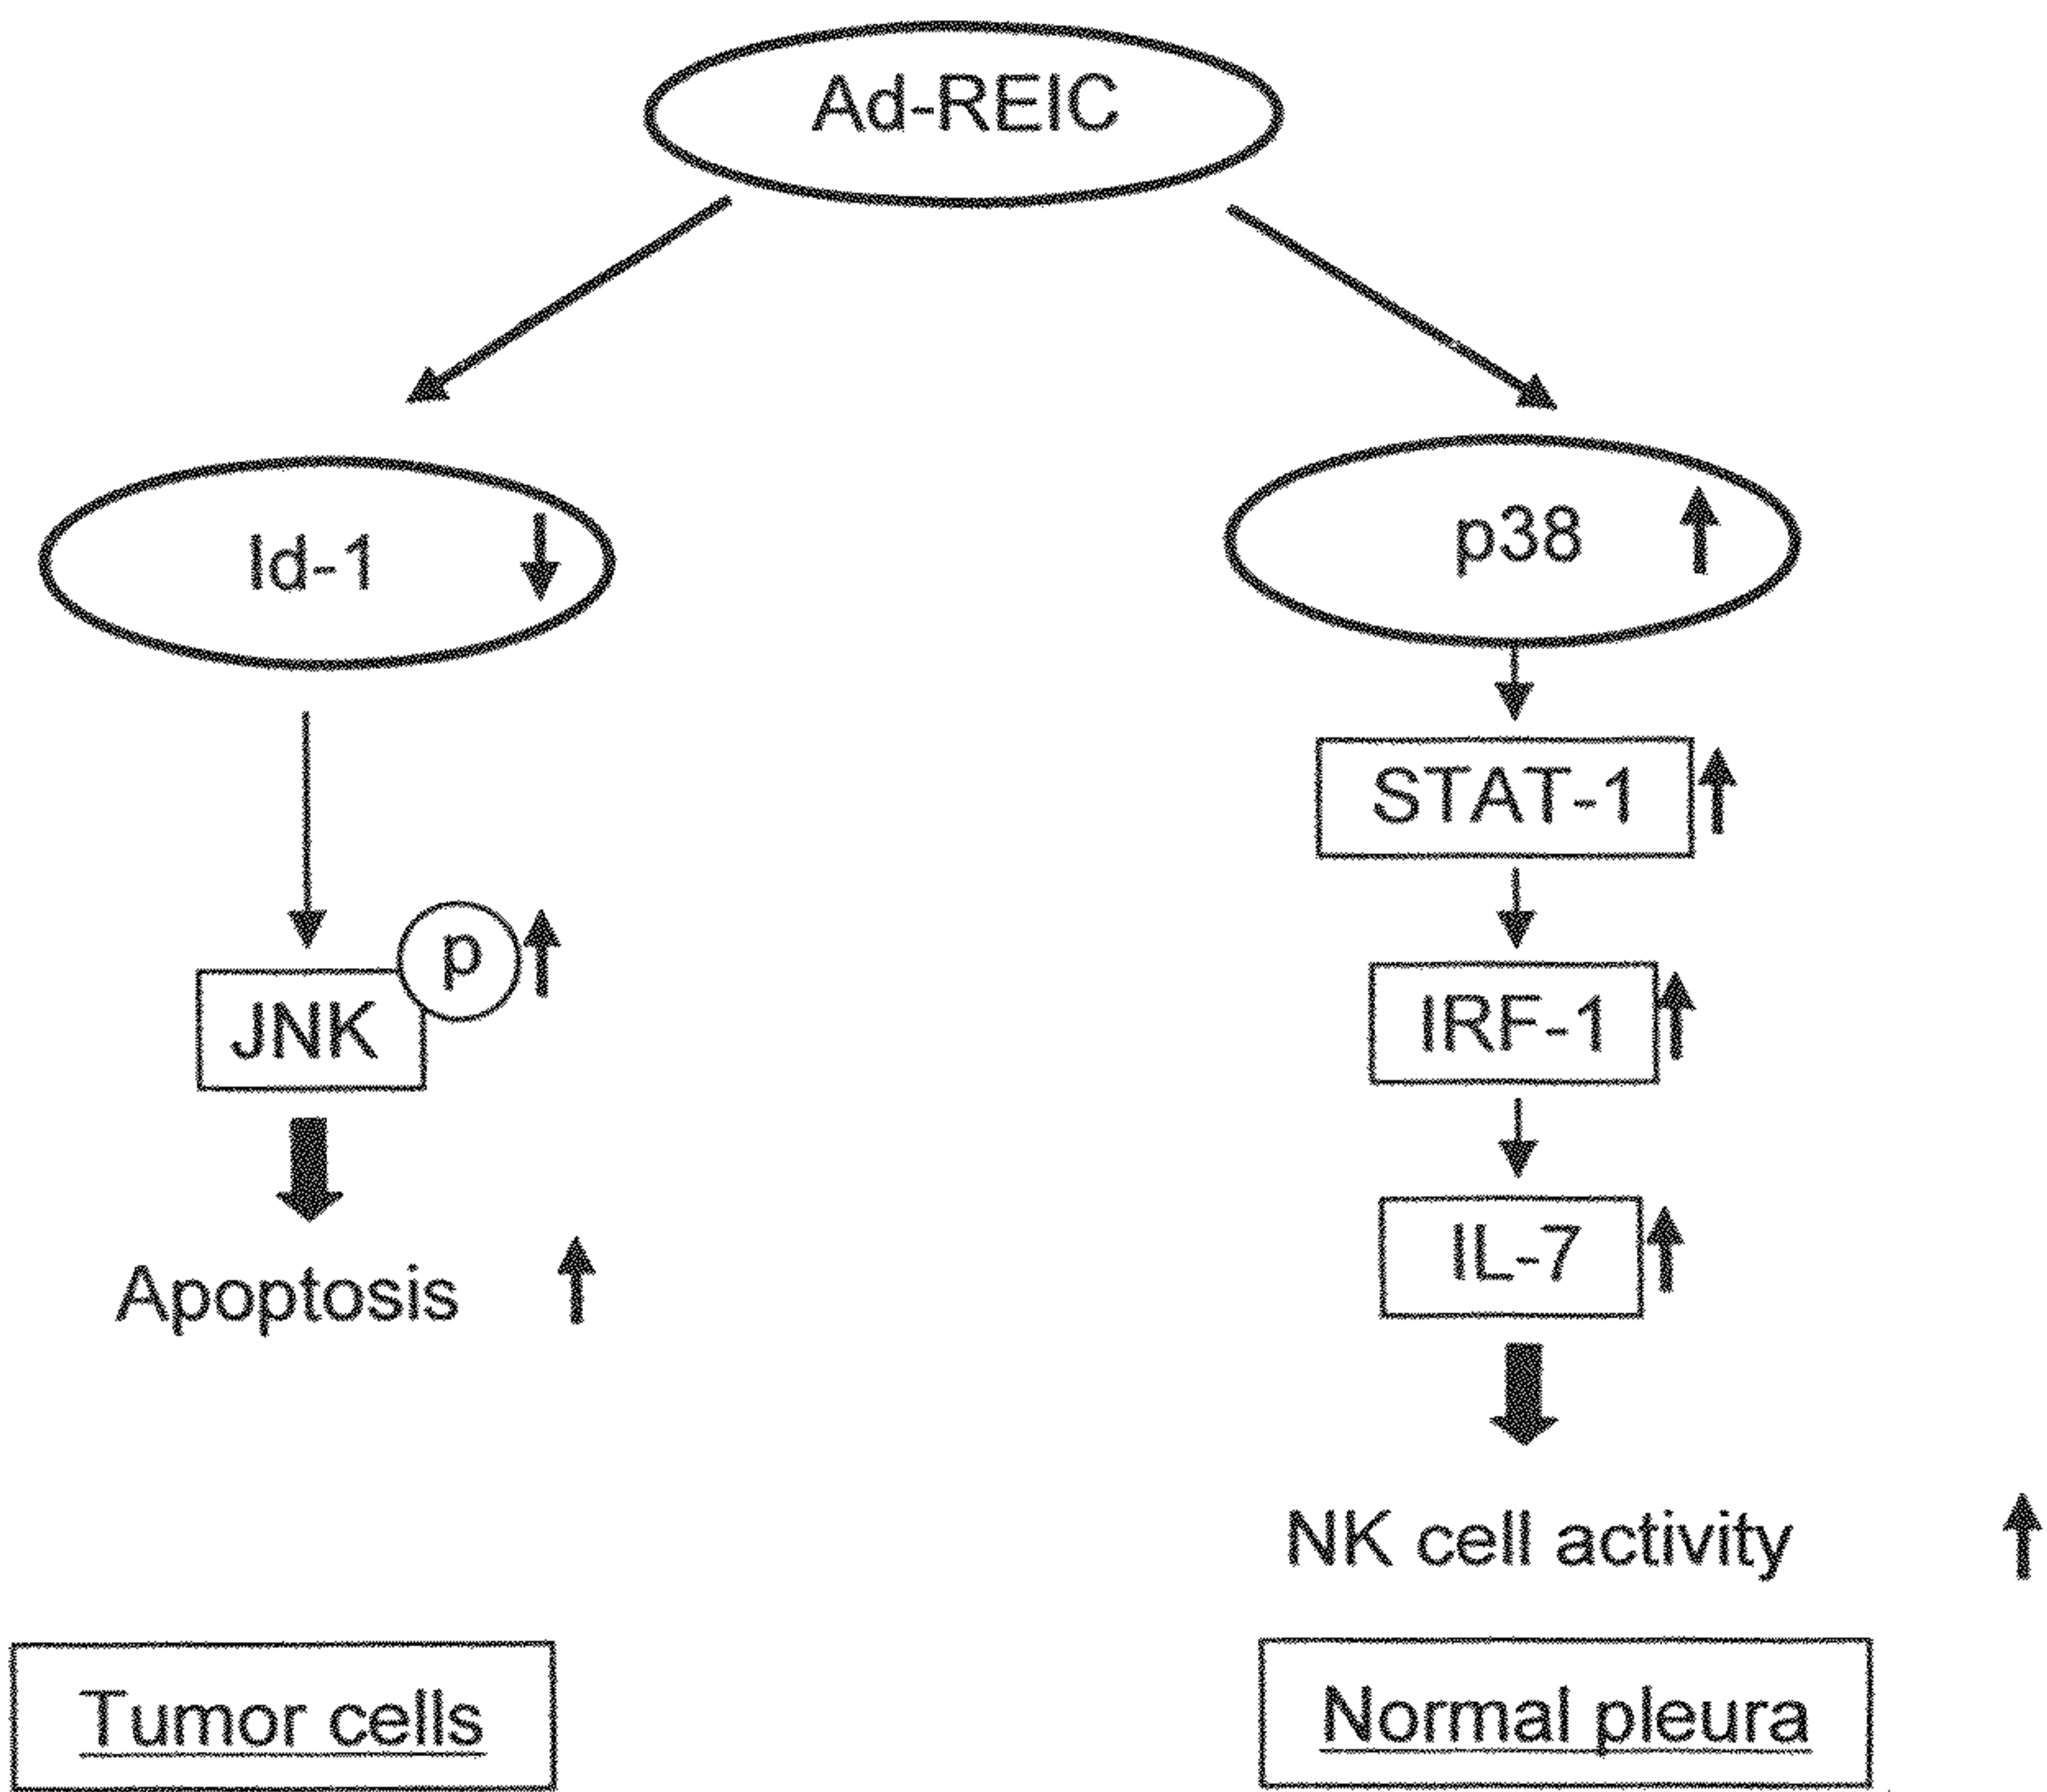 Ad-REIC
Id-1
p38
STAT-1
p
JNK
IRF-1
IL-7
Apoptosis
NK cell activity
Tumor cells
Normal pleura